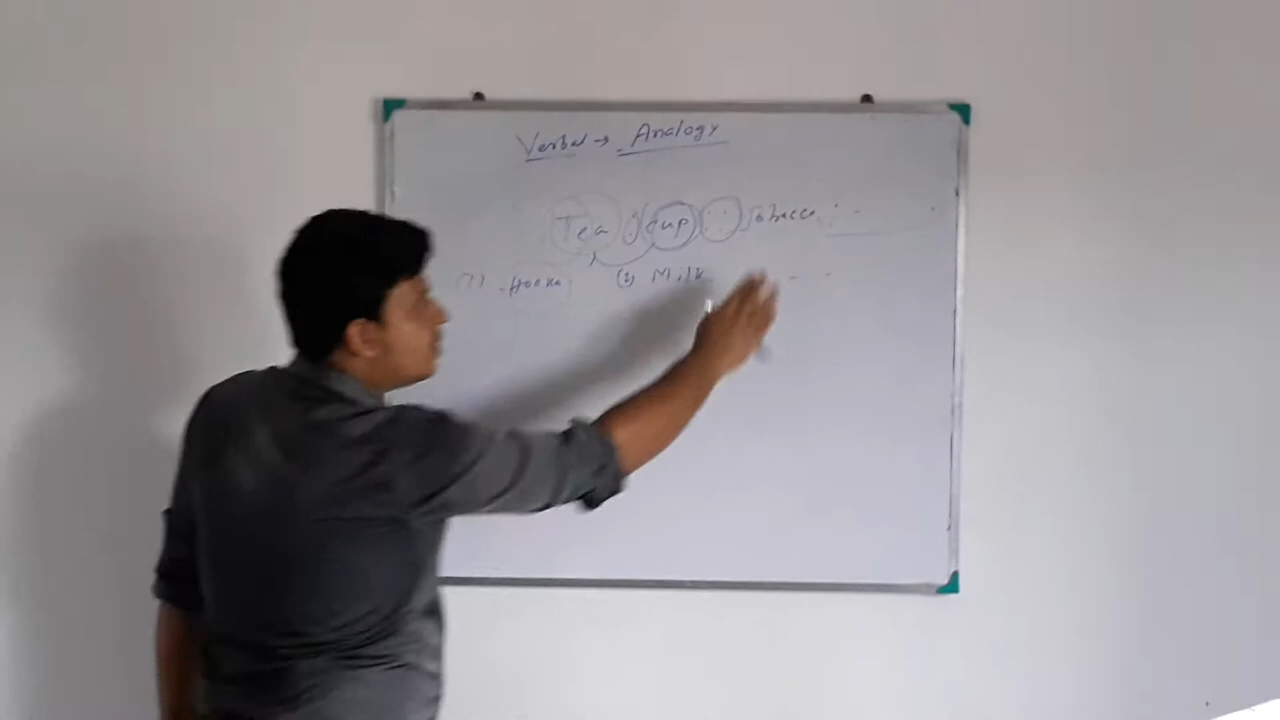 Verbal → Analogy
Tea : cup :: Tobacco : -
(1) Hooka (2) Milk